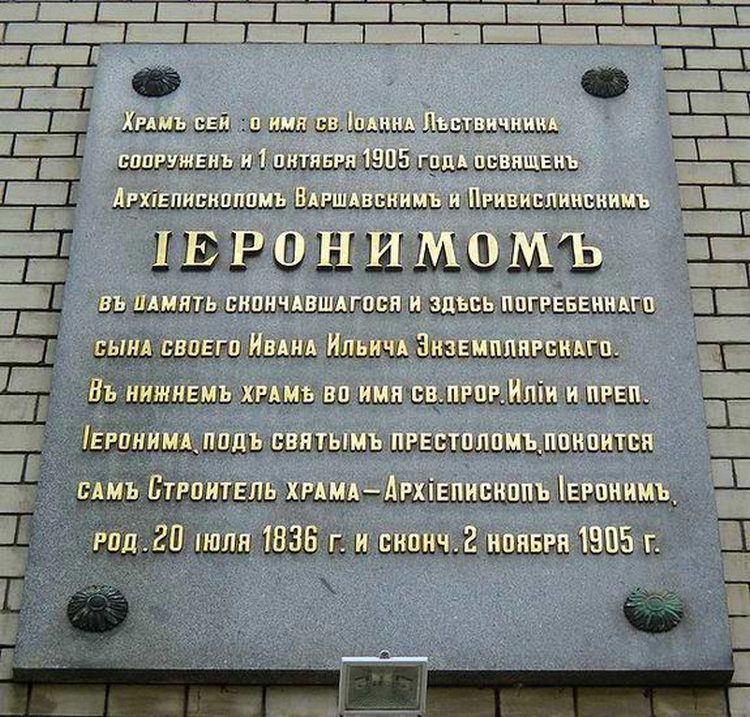 Храмъ сей о имя св. Іоанна Лѣствичника
сооруженъ и 1 октября 1905 года освященъ
Архіепископомъ Варшавскимъ и Привислинскимъ
ІЕРОНИМОМЪ
въ память скончавшагося и здѣсь погребеннаго
сына своего Ивана Ильича Экземплярскаго.
Въ нижнемъ храмѣ во имя св. прор. Иліи и преп.
Іеронима, подъ святымъ престоломъ, покоится
самъ Строитель храма – Архіепископъ Іеронимъ,
род. 20 іюля 1836 г. и сконч. 2 ноября 1905 г.